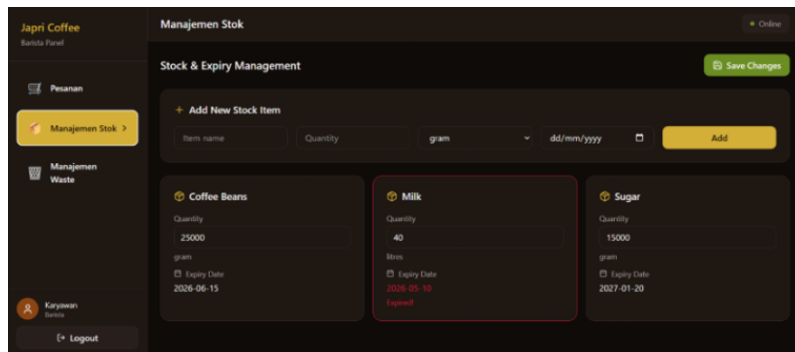 Japri Coffee
Barista Panel
Pesanan
Manajemen Stok >
Manajemen
Waste
Karyawan
Barista
Logout
Manajemen Stok
Online
Stock & Expiry Management
Save Changes
+ Add New Stock Item
Item name
Quantity
gram
dd/mm/yyyy
Add
Coffee Beans
Quantity
25000
gram
Expiry Date
2026-06-15
Milk
Quantity
40
litres
Expiry Date
2026-05-10
Expired!
Sugar
Quantity
15000
gram
Expiry Date
2027-01-20